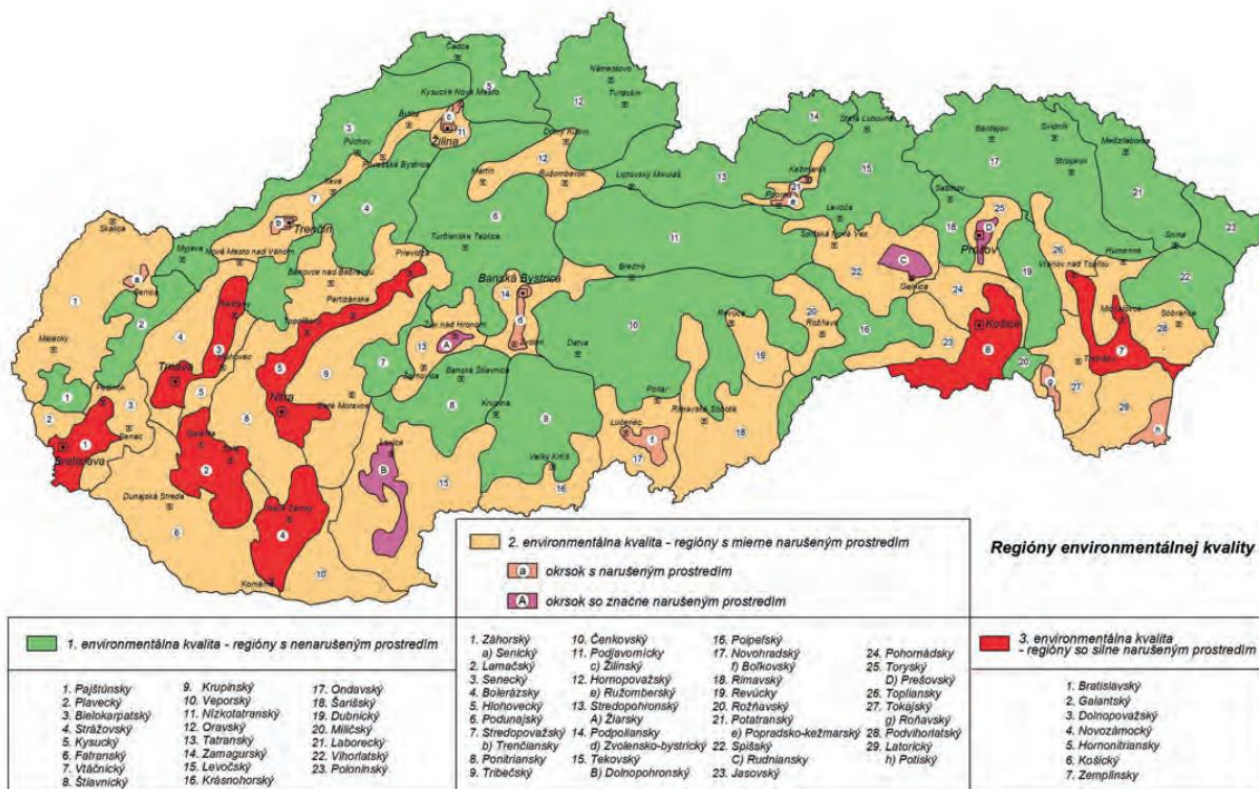 Čadca
Námestovo
Kysucké Nové Mesto
Tvrdošín
Bytča
Žilina
Stará Ľubovňa
Bardejov
Svidník
Medzilaborce
Stropkov
Púchov
Považská Bystrica
Dolný Kubín
Martin
Ružomberok
Liptovský Mikuláš
Kežmarok
Poprad
Levoča
Sabinov
Ilava
Trenčín
Skalica
Myjava
Nové Mesto nad Váhom
Turčianske Teplice
Spišská Nová Ves
Prešov
Humenné
Snina
Vranov nad Topľou
Senica
Bánovce nad Bebravou
Prievidza
Banská Bystrica
Brezno
Gelnica
Partizánske
Piešťany
Topoľčany
Žiar nad Hronom
Revúca
Rožňava
Košice
Michalovce
Sobrance
Malacky
Hlohovec
Zvolen
Detva
Trnava
Žarnovica
Banská Štiavnica
Trebišov
Pezinok
Nitra
Zlaté Moravce
Krupina
Poltár
Rimavská Sobota
Senec
Bratislava
Galanta
Šaľa
Levice
Lučenec
Veľký Krtíš
Dunajská Streda
Nové Zámky
Komárno
Regióny environmentálnej kvality
1. environmentálna kvalita - regióny s nenarušeným prostredím
1. Pajštúnsky
2. Plavecký
3. Bielokarpatský
4. Strážovský
5. Kysucký
6. Fatranský
7. Vtáčnický
8. Štiavnický
9. Krupinský
10. Veporský
11. Nízkotatranský
12. Oravský
13. Tatranský
14. Zamagurský
15. Levočský
16. Krásnohorský
17. Ondavský
18. Šarišský
19. Dubnický
20. Miličský
21. Laborecký
22. Vihorlatský
23. Poloninský
2. environmentálna kvalita - regióny s mierne narušeným prostredím
a okrsok s narušeným prostredím
A okrsok so značne narušeným prostredím
1. Záhorský
a) Senický
2. Lamačský
3. Senecký
4. Bolerázsky
5. Hlohovecký
6. Podunajský
7. Stredopovažský
b) Trenčiansky
8. Ponitriansky
9. Tribečský
10. Čenkovský
11. Podjavornícky
c) Žilinský
12. Hornopovažský
e) Ružomberský
13. Stredopohronský
A) Žiarsky
14. Podpoliansky
d) Zvolensko-bystrický
15. Tekovský
B) Dolnopohronský
16. Poipeľský
17. Novohradský
f) Boľkovský
18. Rimavský
19. Revúcky
20. Rožňavský
21. Potatranský
e) Popradsko-kežmarský
22. Spišský
C) Rudniansky
23. Jasovský
24. Pohornádsky
25. Toryský
D) Prešovský
26. Topliansky
27. Tokajský
g) Roňavský
28. Podvihorlatský
29. Latorický
h) Potiský
3. environmentálna kvalita
- regióny so silne narušeným prostredím
1. Bratislavský
2. Galantský
3. Dolnopovažský
4. Novozámocký
5. Hornonitriansky
6. Košický
7. Zemplínsky